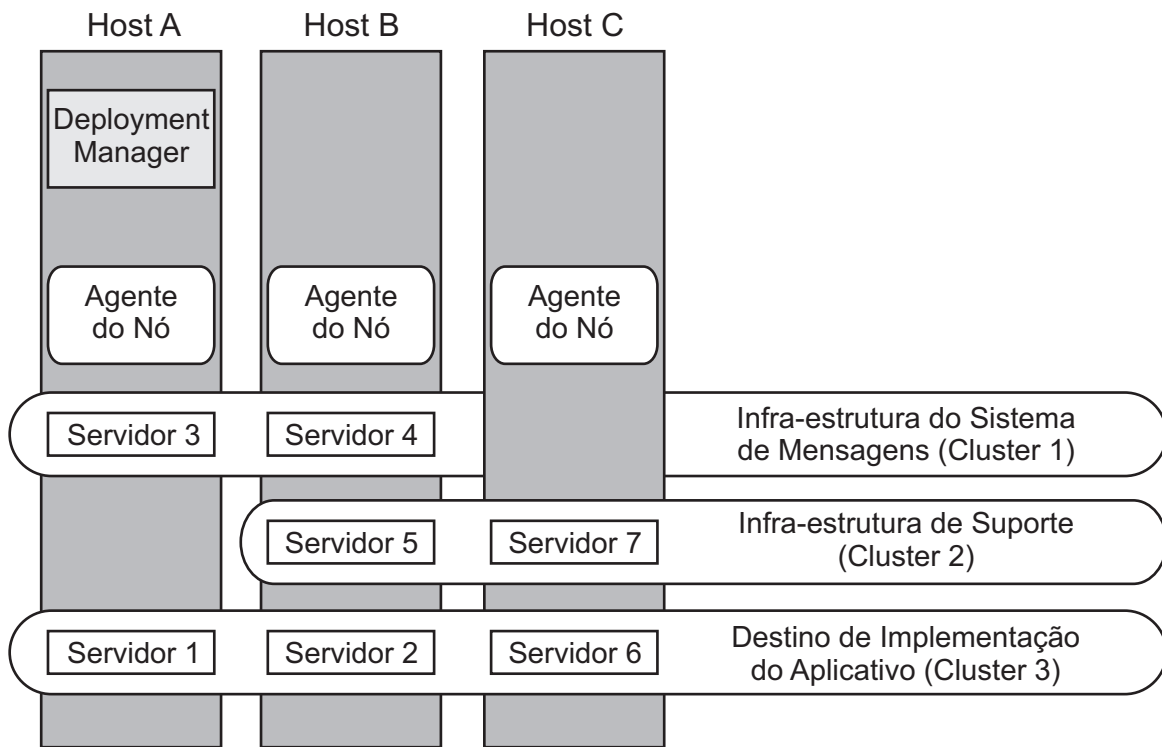 Host A
Host B
Host C
Deployment
Manager
Agente
do Nó
Agente
do Nó
Agente
do Nó
Servidor 3
Servidor 4
Infra-estrutura do Sistema
de Mensagens (Cluster 1)
Servidor 5
Servidor 7
Infra-estrutura de Suporte
(Cluster 2)
Servidor 1
Servidor 2
Servidor 6
Destino de Implementação
do Aplicativo (Cluster 3)